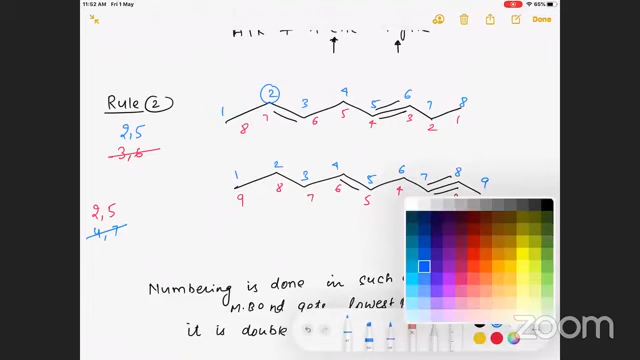 11:52 AM Fri 1 May
65%
Done
Rule 2
2,5
3,6
1 2 3 4 5 6 7 8
8 7 6 5 4 3 2 1
1 2 3 4 5 6 7 8 9
9 8 7 6 5 4
2,5
4,7
Numbering is done in such
M.Bond gets lowest
it is double
zoom